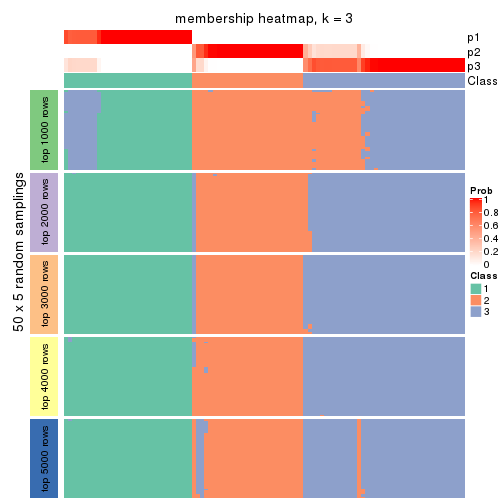 membership heatmap, k = 3
p1
p2
p3
Class
50 x 5 random samplings
top 1000 rows
top 2000 rows
top 3000 rows
top 4000 rows
top 5000 rows
Prob
1
0.8
0.6
0.4
0.2
0
Class
1
2
3